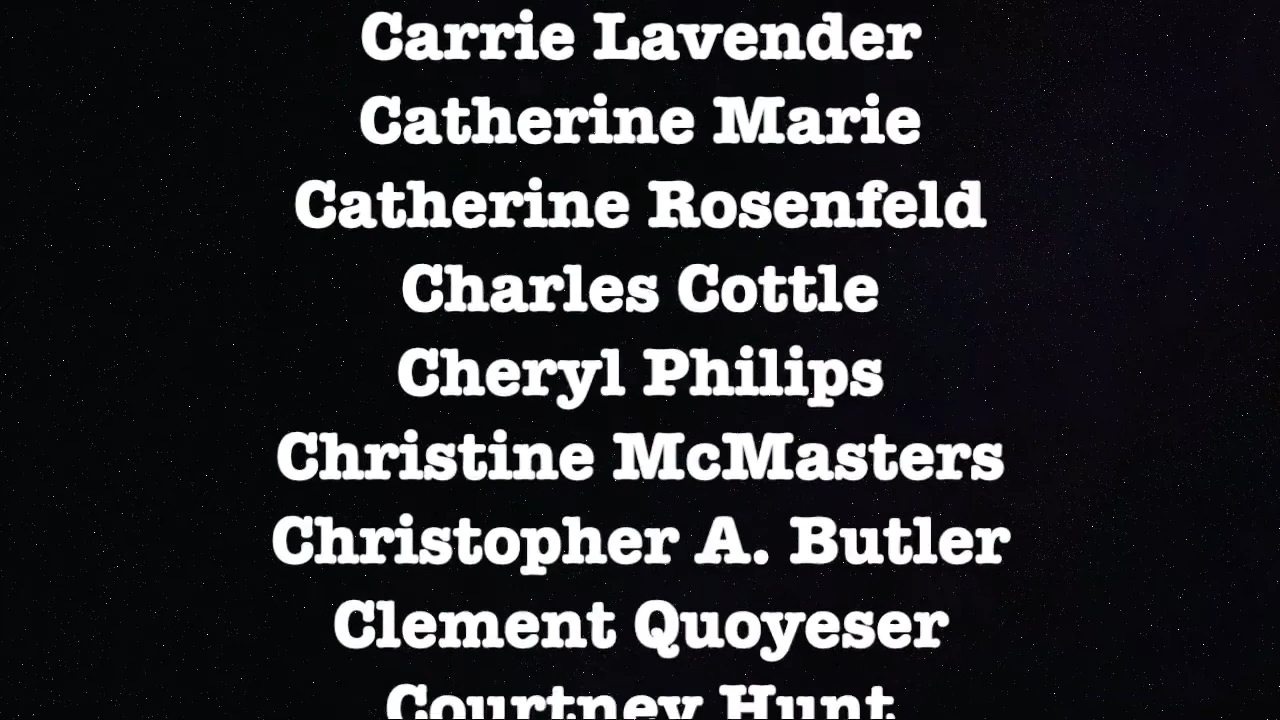 Carrie Lavender
Catherine Marie
Catherine Rosenfeld
Charles Cottle
Cheryl Philips
Christine McMasters
Christopher A. Butler
Clement Quoyeser
Courtney Hunt